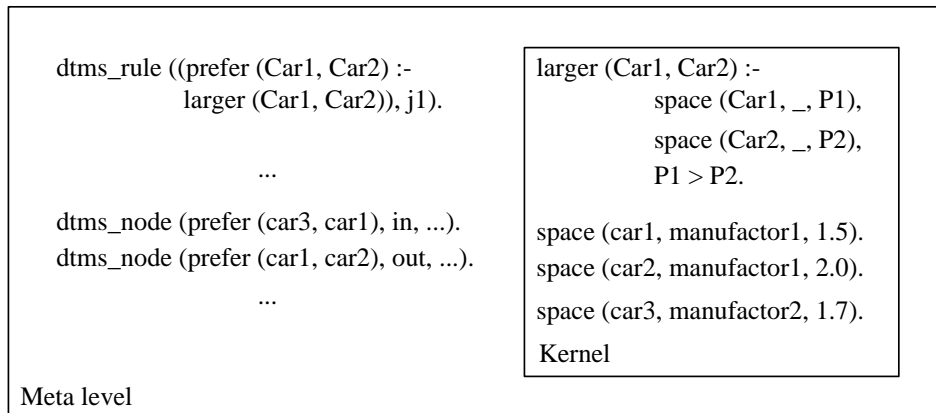 dtms_rule ((prefer (Car1, Car2) :-
larger (Car1, Car2)), j1).
...
dtms_node (prefer (car3, car1), in, ...).
dtms_node (prefer (car1, car2), out, ...).
...
larger (Car1, Car2) :-
space (Car1, _, P1),
space (Car2, _, P2),
P1 > P2.
space (car1, manufactor1, 1.5).
space (car2, manufactor1, 2.0).
space (car3, manufactor2, 1.7).
Kernel
Meta level